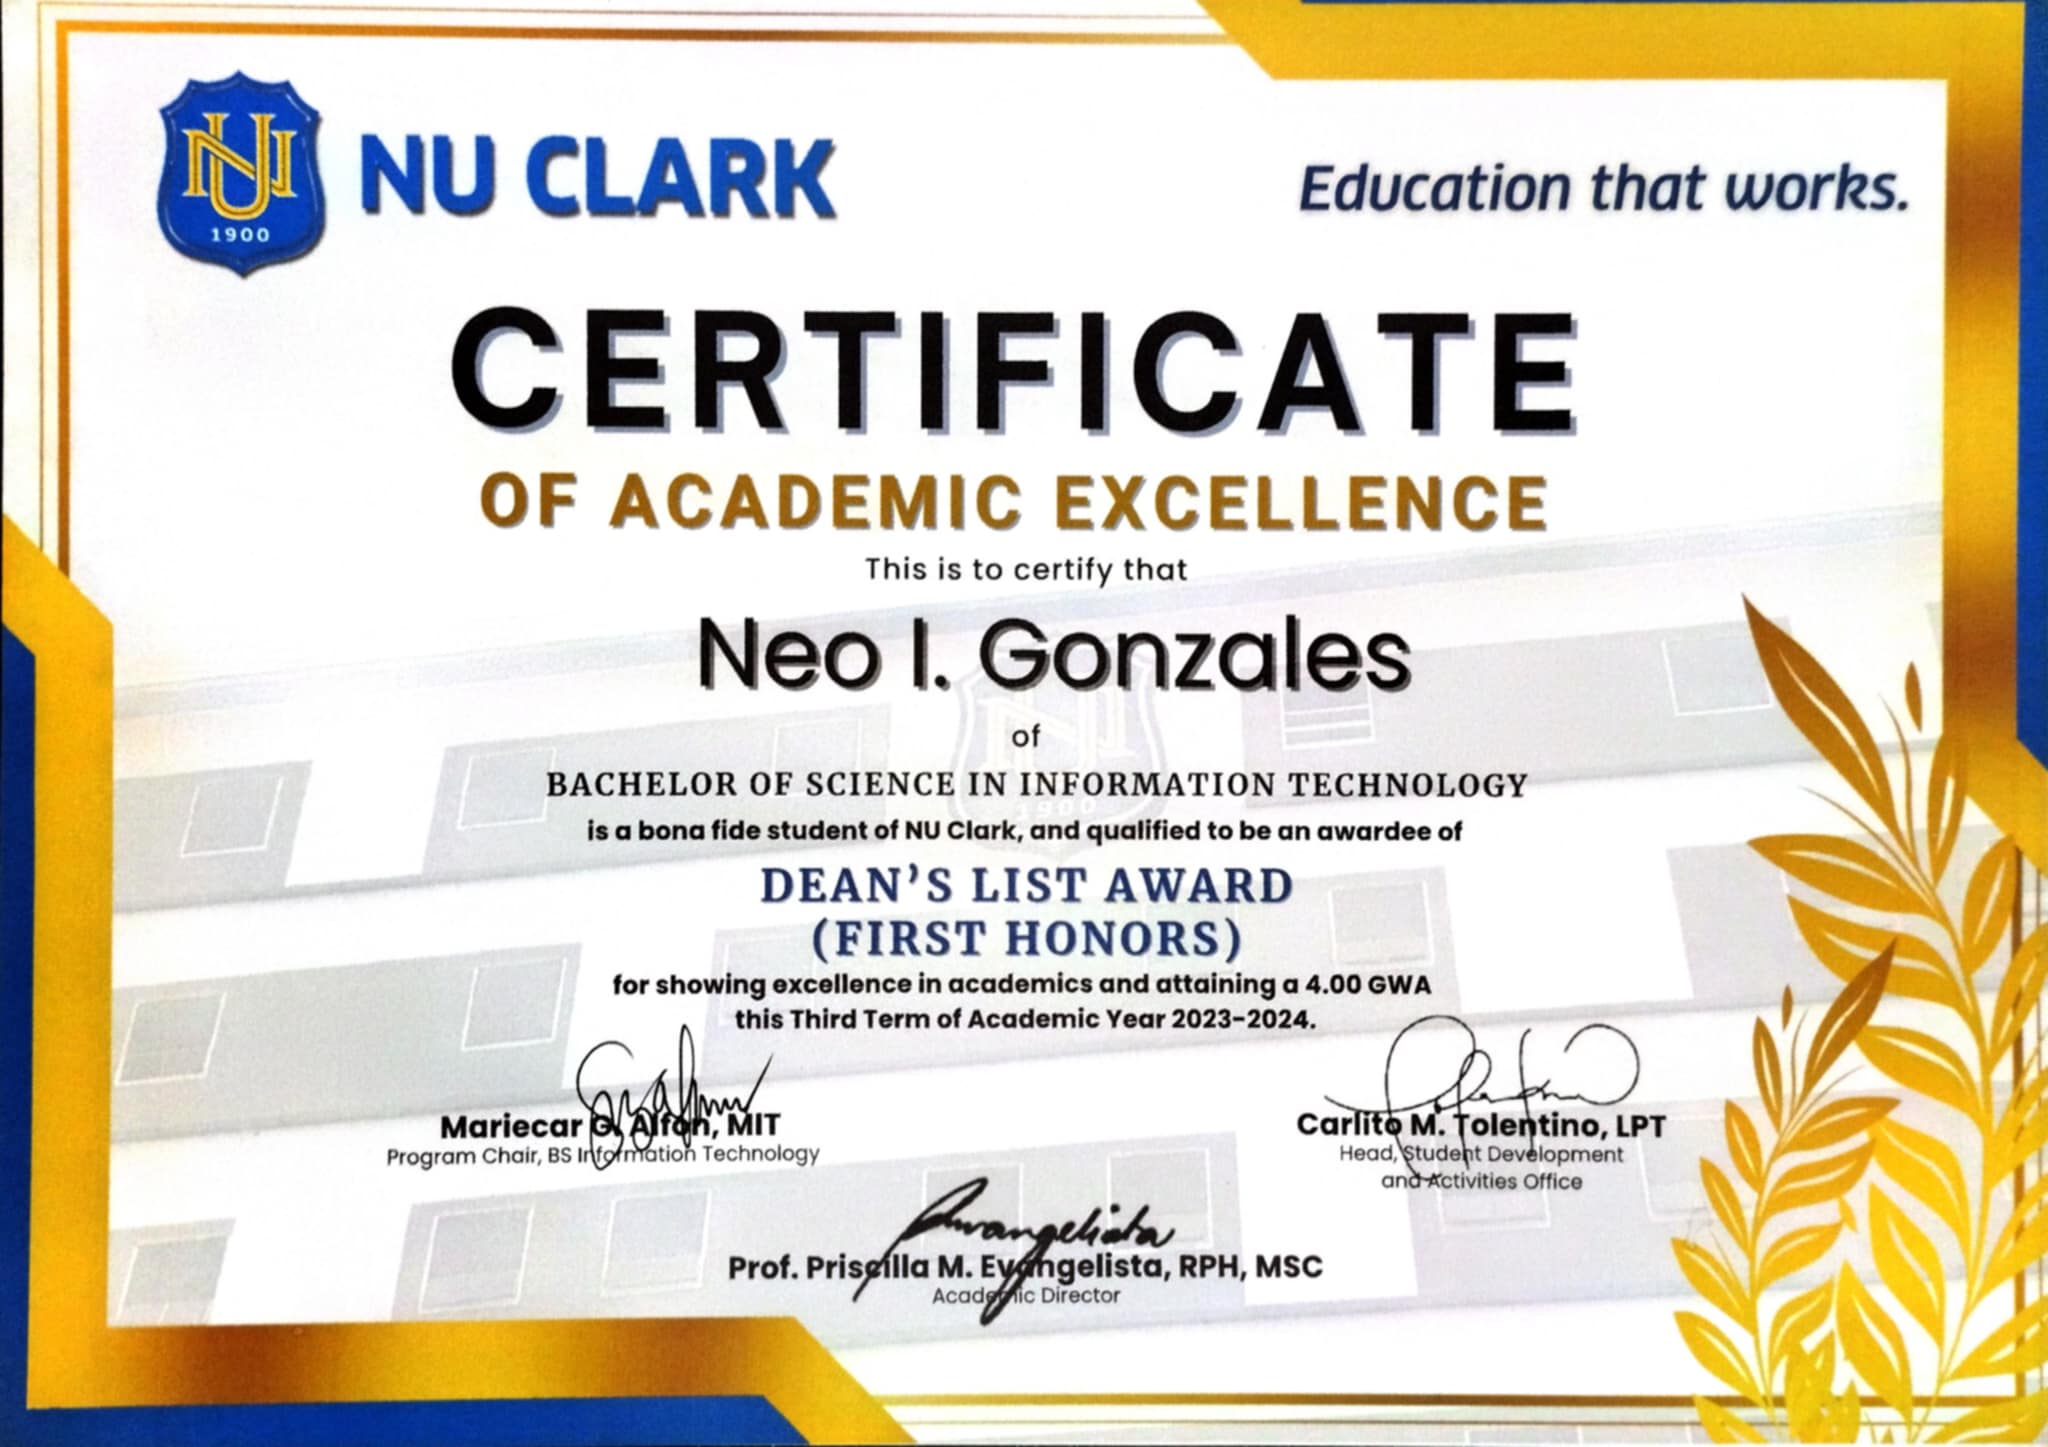 NU
1900
NU CLARK
Education that works.
CERTIFICATE
OF ACADEMIC EXCELLENCE
This is to certify that
Neo I. Gonzales
of
BACHELOR OF SCIENCE IN INFORMATION TECHNOLOGY
is a bona fide student of NU Clark, and qualified to be an awardee of
DEAN'S LIST AWARD
(FIRST HONORS)
for showing excellence in academics and attaining a 4.00 GWA
this Third Term of Academic Year 2023-2024.
Mariecar G. Alfon, MIT
Program Chair, BS Information Technology
Carlito M. Tolentino, LPT
Head, Student Development
and Activities Office
Prof. Priscilla M. Evangelista, RPH, MSC
Academic Director